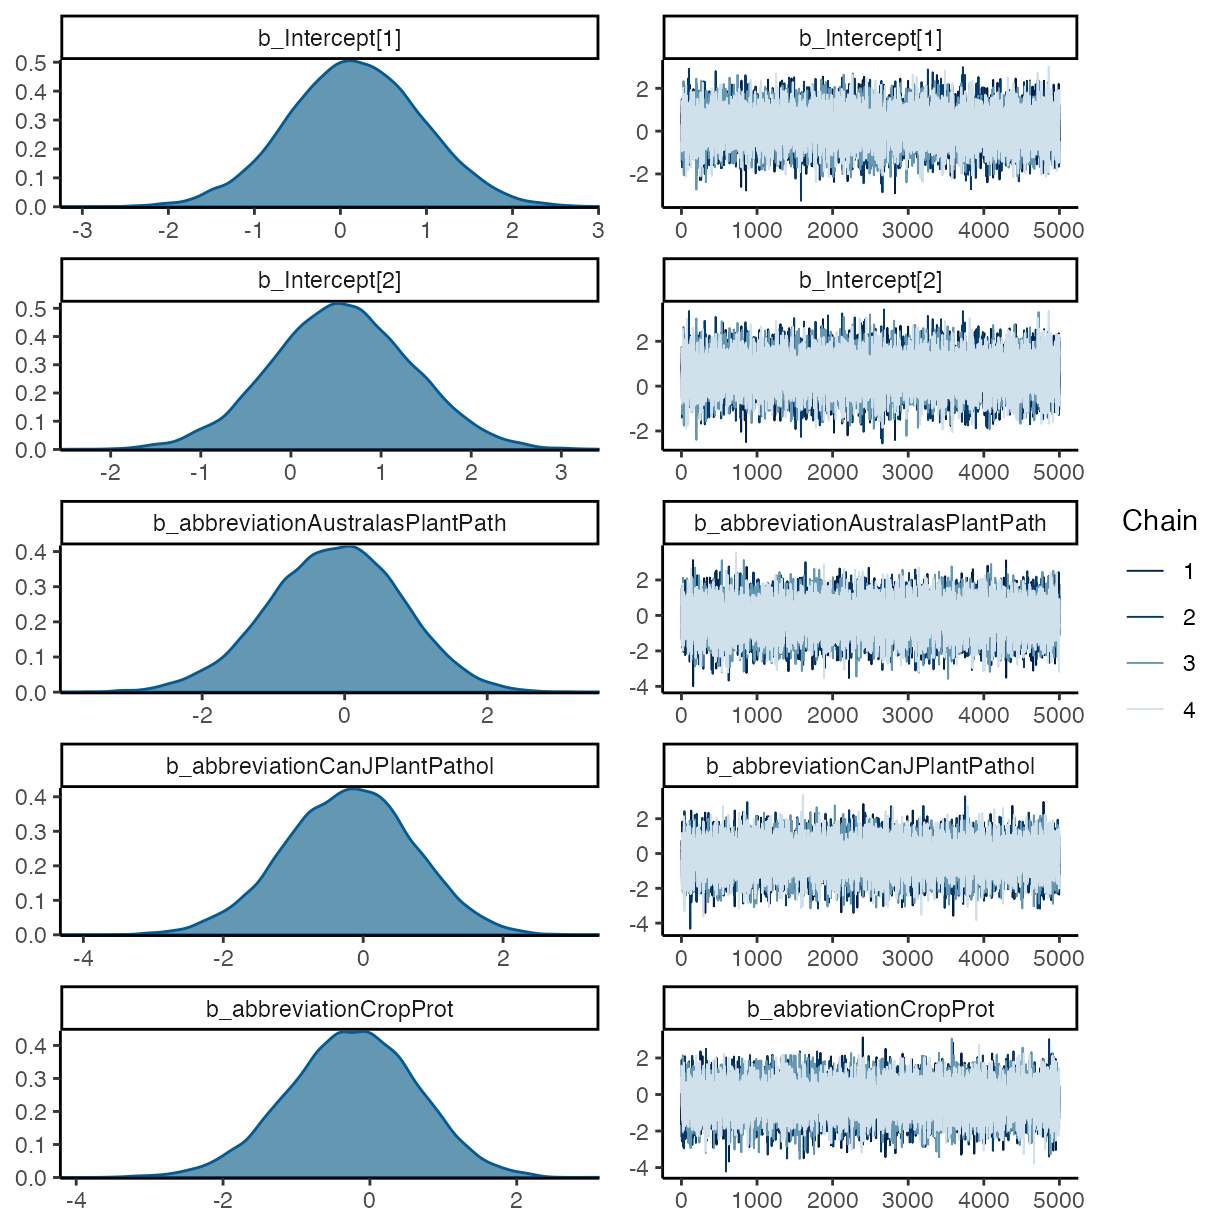 b_Intercept[1]
b_Intercept[1]
0.5
0.4
0.3
0.2
0.1
0.0
-3 -2 -1 0 1 2 3
2
0
-2
0 1000 2000 3000 4000 5000
b_Intercept[2]
b_Intercept[2]
0.5
0.4
0.3
0.2
0.1
0.0
-2 -1 0 1 2 3
2
0
-2
0 1000 2000 3000 4000 5000
b_abbreviationAustralasPlantPath
b_abbreviationAustralasPlantPath
0.4
0.3
0.2
0.1
0.0
-2 0 2
2
0
-2
-4
0 1000 2000 3000 4000 5000
b_abbreviationCanJPlantPathol
b_abbreviationCanJPlantPathol
0.4
0.3
0.2
0.1
0.0
-4 -2 0 2
2
0
-2
-4
0 1000 2000 3000 4000 5000
b_abbreviationCropProt
b_abbreviationCropProt
0.4
0.3
0.2
0.1
0.0
-4 -2 0 2
2
0
-2
-4
0 1000 2000 3000 4000 5000
Chain
1
2
3
4